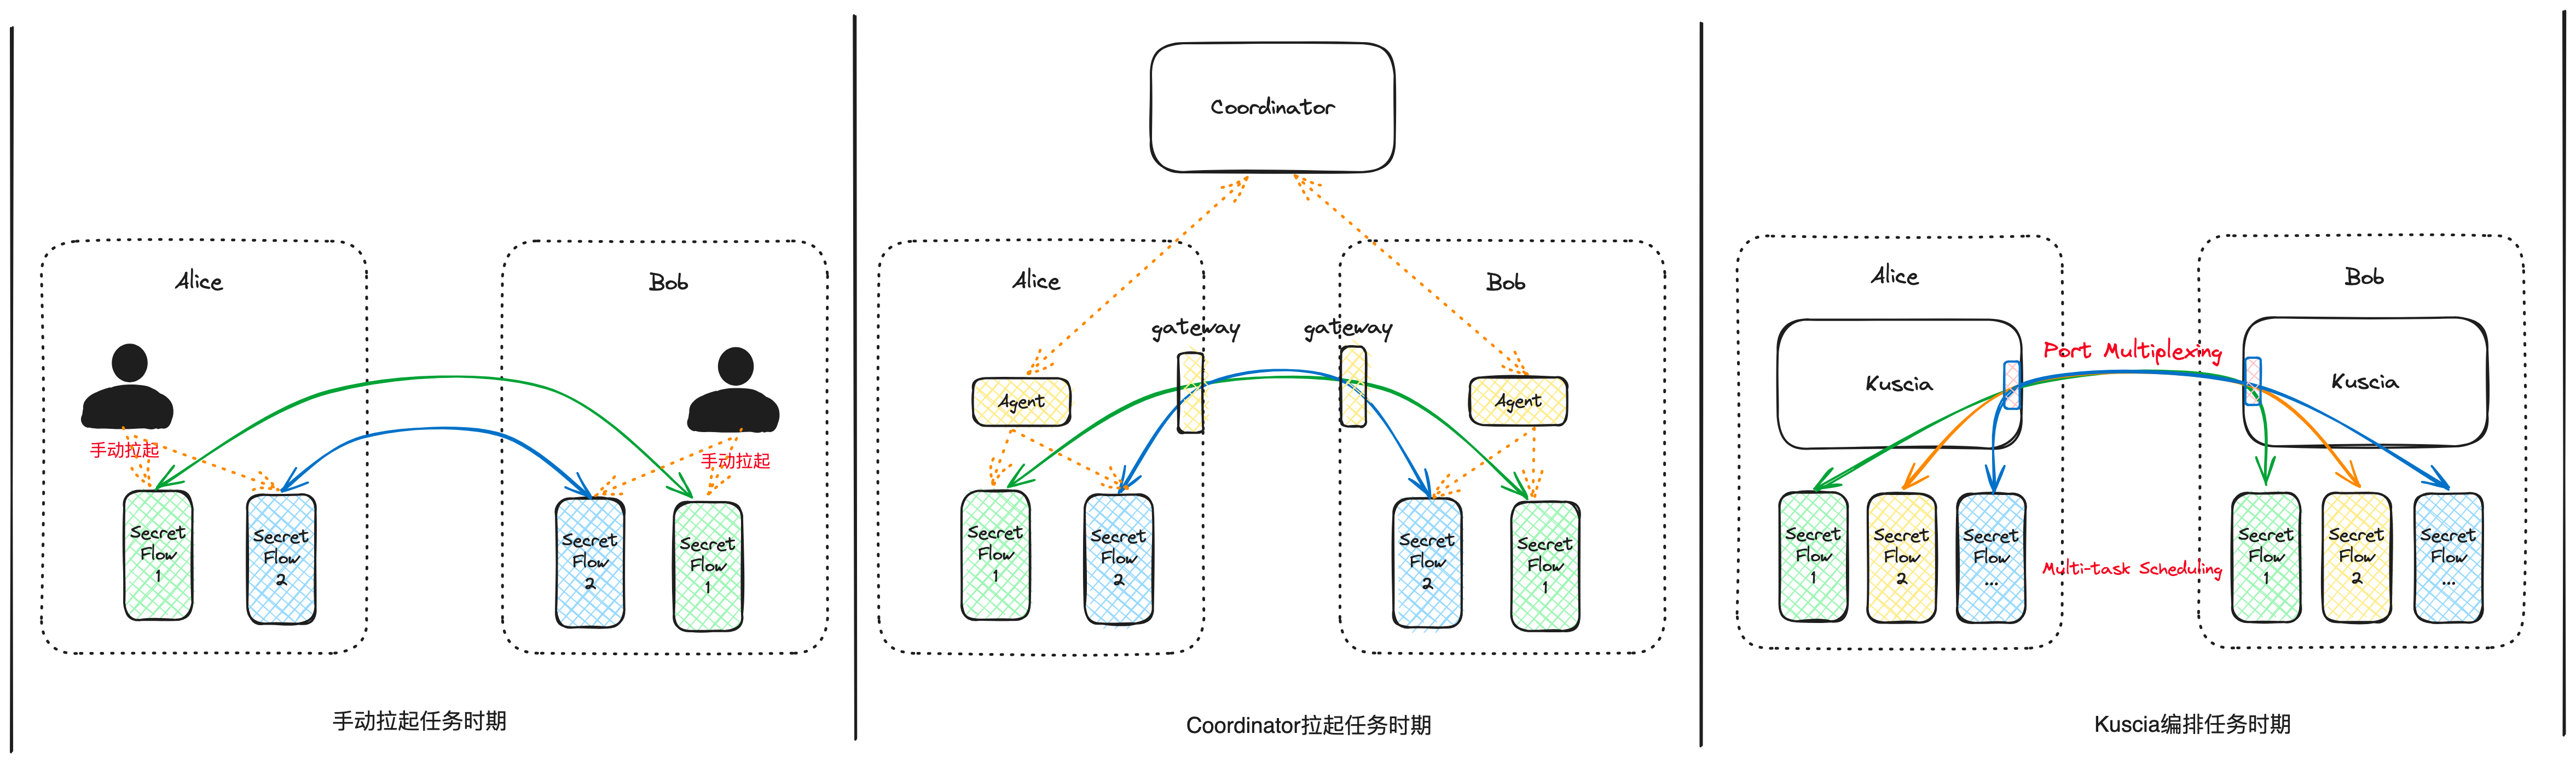 Alice
Bob
手动拉起
手动拉起
Secret
Flow
1
Secret
Flow
2
Secret
Flow
2
Secret
Flow
1
手动拉起任务时期
Coordinator
Alice
Bob
gateway
gateway
Agent
Agent
Secret
Flow
1
Secret
Flow
2
Secret
Flow
2
Secret
Flow
1
Coordinator拉起任务时期
Alice
Bob
Port Multiplexing
Kuscia
Kuscia
Secret
Flow
1
Secret
Flow
2
Secret
Flow
...
Multi-task Scheduling
Secret
Flow
1
Secret
Flow
2
Secret
Flow
...
Kuscia编排任务时期